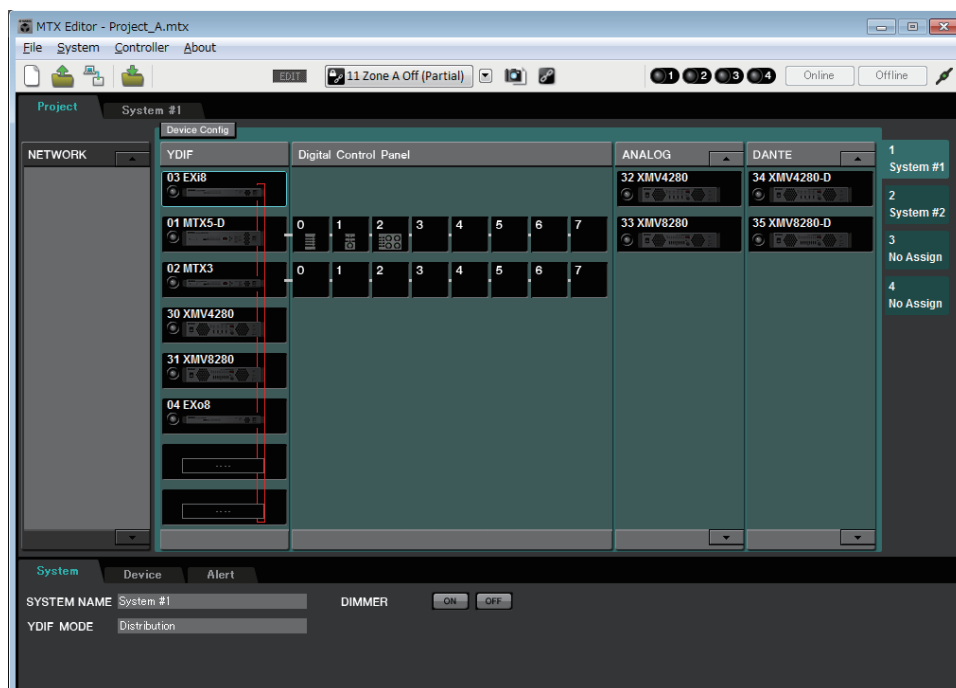 MTX Editor - Project_A.mtx
File System Controller About
EDIT 11 Zone A Off (Partial) 1 2 3 4 Online Offline
Project System #1
Device Config
NETWORK YDIF Digital Control Panel ANALOG DANTE
1
System #1
2
System #2
3
No Assign
4
No Assign
03 EXi8 32 XMV4280 34 XMV4280-D
01 MTX5-D 0 1 2 3 4 5 6 7 33 XMV8280 35 XMV8280-D
02 MTX3 0 1 2 3 4 5 6 7
30 XMV4280
31 XMV8280
04 EXo8
----
----
System Device Alert
SYSTEM NAME System #1 DIMMER ON OFF
YDIF MODE Distribution